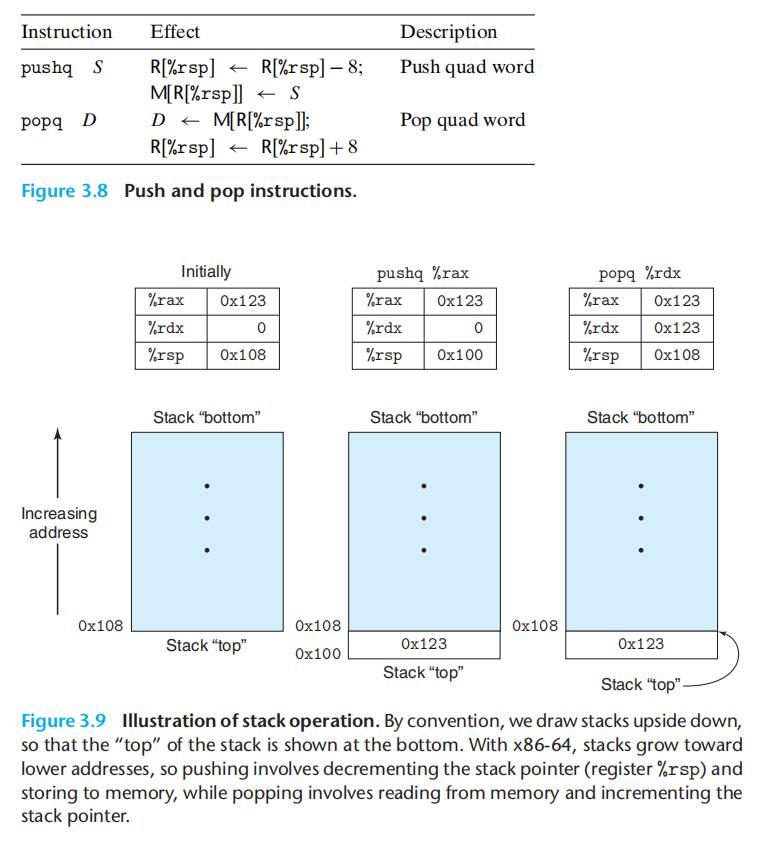 Instruction Effect Description
pushq S R[%rsp] ← R[%rsp] − 8; Push quad word
M[R[%rsp]] ← S
popq D D ← M[R[%rsp]]; Pop quad word
R[%rsp] ← R[%rsp] + 8
Figure 3.8 Push and pop instructions.
Initially pushq %rax popq %rdx
%rax 0x123 %rax 0x123 %rax 0x123
%rdx 0 %rdx 0 %rdx 0x123
%rsp 0x108 %rsp 0x100 %rsp 0x108
Stack “bottom” Stack “bottom” Stack “bottom”
Increasing
address
0x108 0x108 0x108
Stack “top” 0x123 0x123
0x100
Stack “top” Stack “top”
Figure 3.9 Illustration of stack operation. By convention, we draw stacks upside down,
so that the “top” of the stack is shown at the bottom. With x86-64, stacks grow toward
lower addresses, so pushing involves decrementing the stack pointer (register %rsp) and
storing to memory, while popping involves reading from memory and incrementing the
stack pointer.